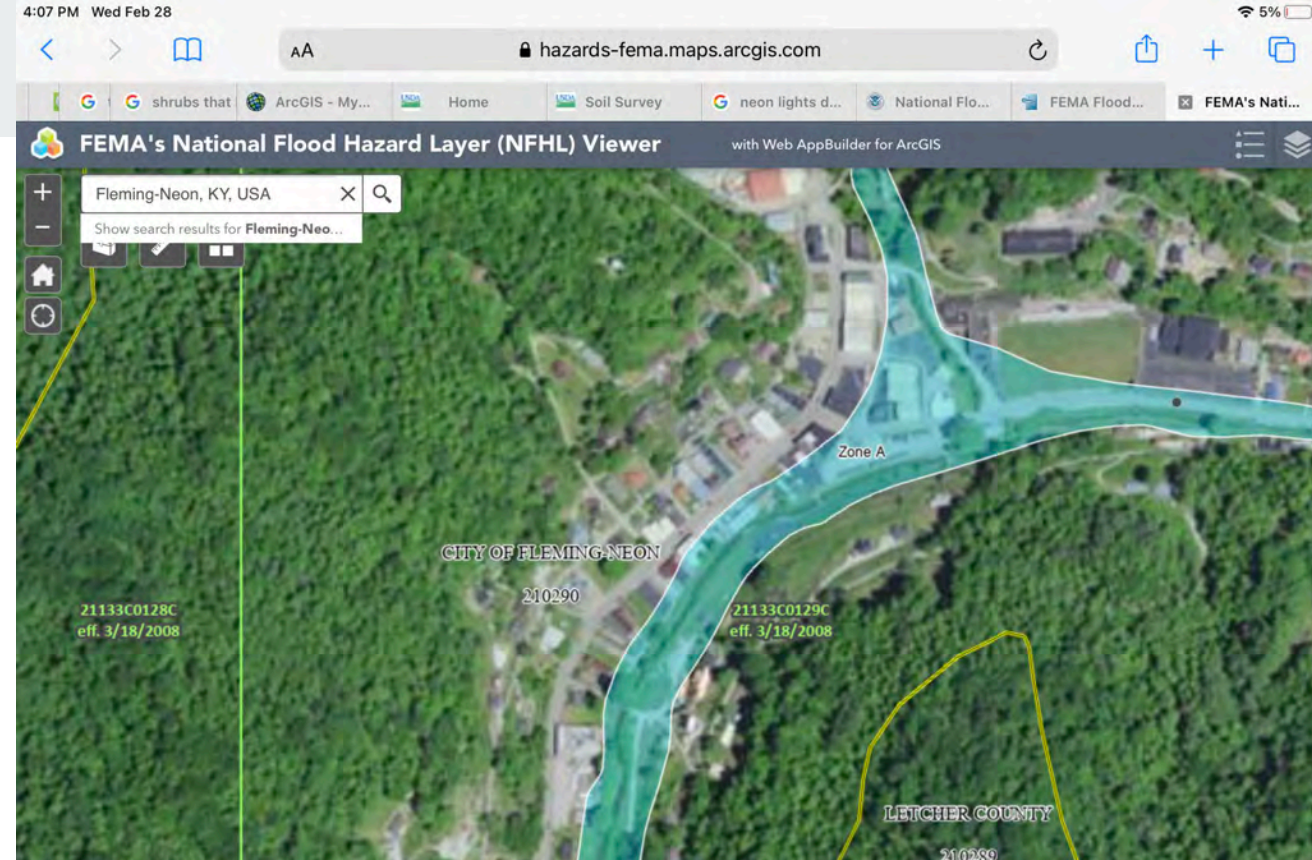 4:07 PM Wed Feb 28
5%
AA
hazards-fema.maps.arcgis.com
shrubs that
ArcGIS - My...
Home
Soil Survey
neon lights d...
National Flo...
FEMA Flood...
FEMA's Nati...
FEMA's National Flood Hazard Layer (NFHL) Viewer
with Web AppBuilder for ArcGIS
Fleming-Neon, KY, USA
Show search results for Fleming-Neo...
Zone A
CITY OF FLEMING-NEON
210290
21133C0128C
eff. 3/18/2008
21133C0129C
eff. 3/18/2008
LETCHER COUNTY
210289